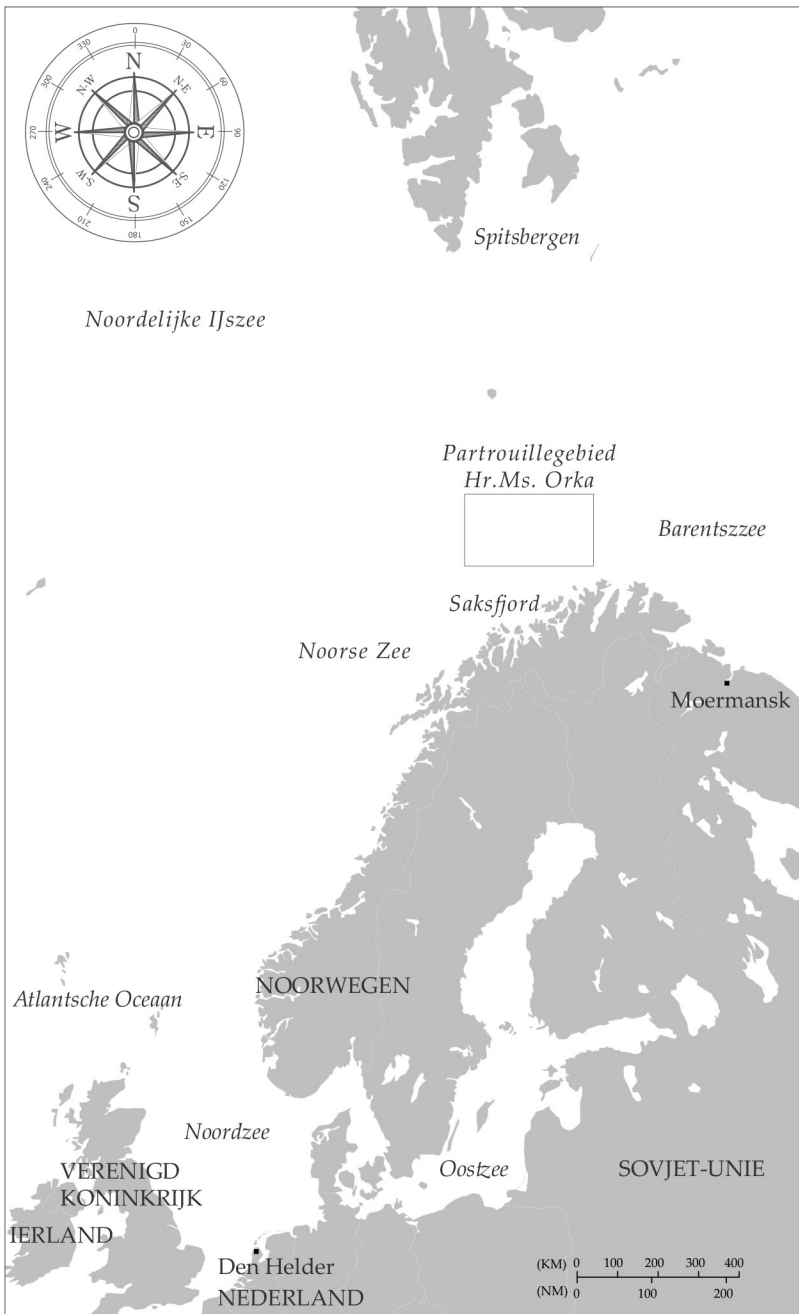 0
30
60
90
120
150
180
210
240
270
300
330
N
N-E
E
S-E
S
S-W
W
N-W
Spitsbergen
Noordelijke IJszee
Partrouillegebied
Hr.Ms. Orka
Barentszzee
Saksfjord
Noorse Zee
Moermansk
NOORWEGEN
Atlantsche Oceaan
Noordzee
Oostzee
SOVJET-UNIE
VERENIGD
KONINKRIJK
IERLAND
Den Helder
NEDERLAND
(KM) 0 100 200 300 400
(NM) 0 100 200